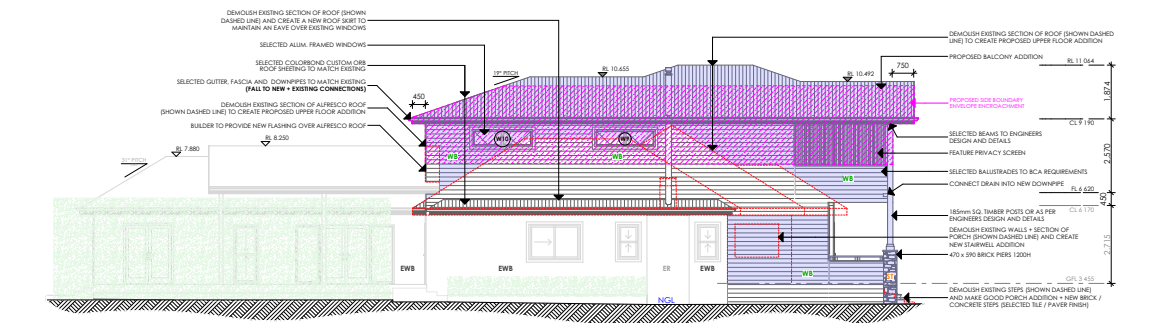 DEMOLISH EXISTING SECTION OF ROOF (SHOWN
DASHED LINE) AND CREATE A NEW ROOF SKIRT TO
MAINTAIN AN EAVE OVER EXISTING WINDOWS
SELECTED ALUM. FRAMED WINDOWS
SELECTED COLORBOND CUSTOM ORB
ROOF SHEETING TO MATCH EXISTING
SELECTED GUTTER, FASCIA AND DOWNPIPES TO MATCH EXISTING
(FALL TO NEW + EXISTING CONNECTIONS)
DEMOLISH EXISTING SECTION OF ALFRESCO ROOF
(SHOWN DASHED LINE) TO CREATE PROPOSED UPPER FLOOR ADDITION
BUILDER TO PROVIDE NEW FLASHING OVER ALFRESCO ROOF
RL 8.250
RL 7.880
31° PITCH
450
19° PITCH
RL 10.655
RL 10.492
750
W10
W9
WB
WB
WB
WB
EWB
EWB
ER
EWB
NGL
ST
DEMOLISH EXISTING SECTION OF ROOF (SHOWN DASHED
LINE) TO CREATE PROPOSED UPPER FLOOR ADDITION
PROPOSED BALCONY ADDITION
PROPOSED SIDE BOUNDARY
ENVELOPE ENCROACHMENT
SELECTED BEAMS TO ENGINEERS
DESIGN AND DETAILS
FEATURE PRIVACY SCREEN
SELECTED BALUSTRADES TO BCA REQUIREMENTS
CONNECT DRAIN INTO NEW DOWNPIPE
185mm SQ. TIMBER POSTS OR AS PER
ENGINEERS DESIGN AND DETAILS
DEMOLISH EXISTING WALLS + SECTION OF
PORCH (SHOWN DASHED LINE) AND CREATE
NEW STAIRWELL ADDITION
470 x 590 BRICK PIERS 1200H
DEMOLISH EXISTING STEPS (SHOWN DASHED LINE)
AND MAKE GOOD PORCH ADDITION + NEW BRICK /
CONCRETE STEPS (SELECTED TILE / PAVER FINISH)
RL 11 064
1.874
CL 9 190
2.570
FL 6 620
450
CL 6 170
2.715
GFL 3 455